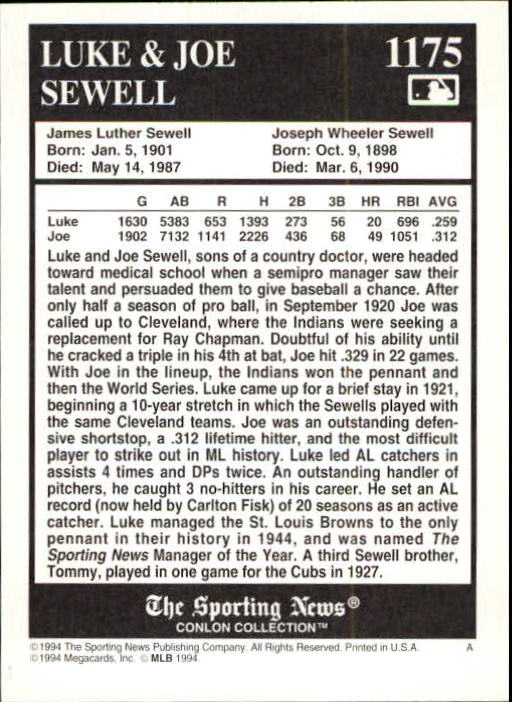 LUKE & JOE 1175
SEWELL
James Luther Sewell Joseph Wheeler Sewell
Born: Jan. 5, 1901 Born: Oct. 9, 1898
Died: May 14, 1987 Died: Mar. 6, 1990
G AB R H 2B 3B HR RBI AVG
Luke 1630 5383 653 1393 273 56 20 696 .259
Joe 1902 7132 1141 2226 436 68 49 1051 .312
Luke and Joe Sewell, sons of a country doctor, were headed
toward medical school when a semipro manager saw their
talent and persuaded them to give baseball a chance. After
only half a season of pro ball, in September 1920 Joe was
called up to Cleveland, where the Indians were seeking a
replacement for Ray Chapman. Doubtful of his ability until
he cracked a triple in his 4th at bat, Joe hit .329 in 22 games.
With Joe in the lineup, the Indians won the pennant and
then the World Series. Luke came up for a brief stay in 1921,
beginning a 10-year stretch in which the Sewells played with
the same Cleveland teams. Joe was an outstanding defen-
sive shortstop, a .312 lifetime hitter, and the most difficult
player to strike out in ML history. Luke led AL catchers in
assists 4 times and DPs twice. An outstanding handler of
pitchers, he caught 3 no-hitters in his career. He set an AL
record (now held by Carlton Fisk) of 20 seasons as an active
catcher. Luke managed the St. Louis Browns to the only
pennant in their history in 1944, and was named The
Sporting News Manager of the Year. A third Sewell brother,
Tommy, played in one game for the Cubs in 1927.
The Sporting News®
CONLON COLLECTION™
©1994 The Sporting News Publishing Company. All Rights Reserved. Printed in U.S.A. A
©1994 Megacards, Inc. © MLB 1994